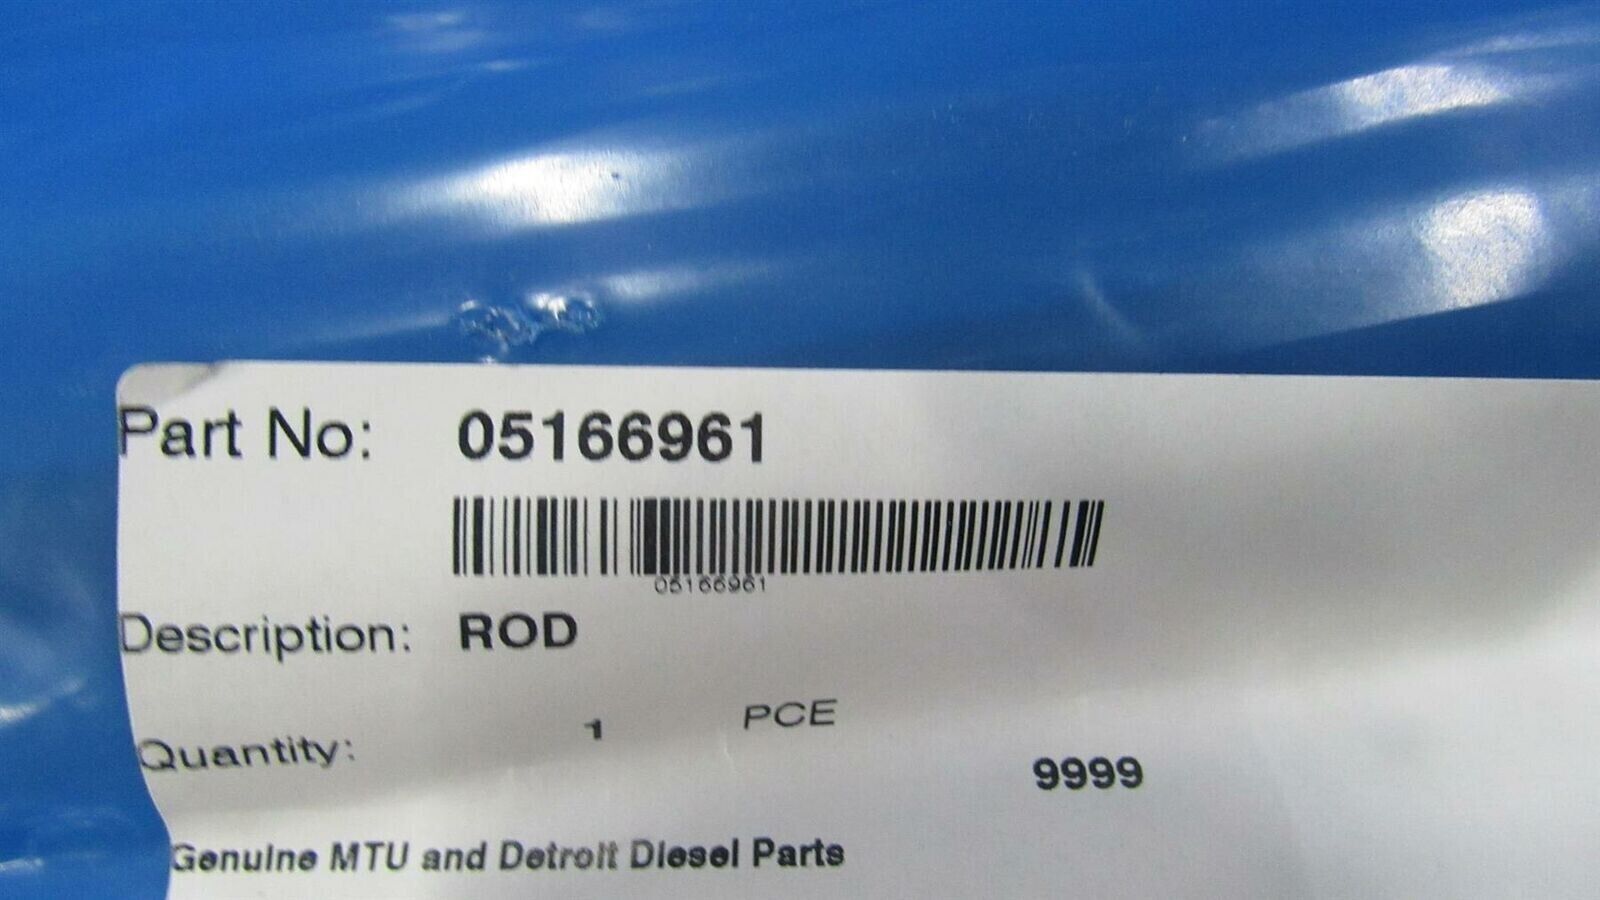 Part No: 05166961
05166961
Description: ROD
Quantity: 1 PCE
9999
Genuine MTU and Detroit Diesel Parts